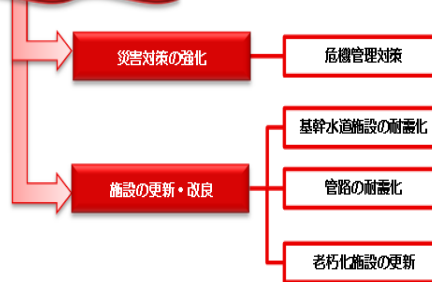 災害対策の強化
危機管理対策
基幹水道施設の耐震化
施設の更新・改良
管路の耐震化
老朽化施設の更新